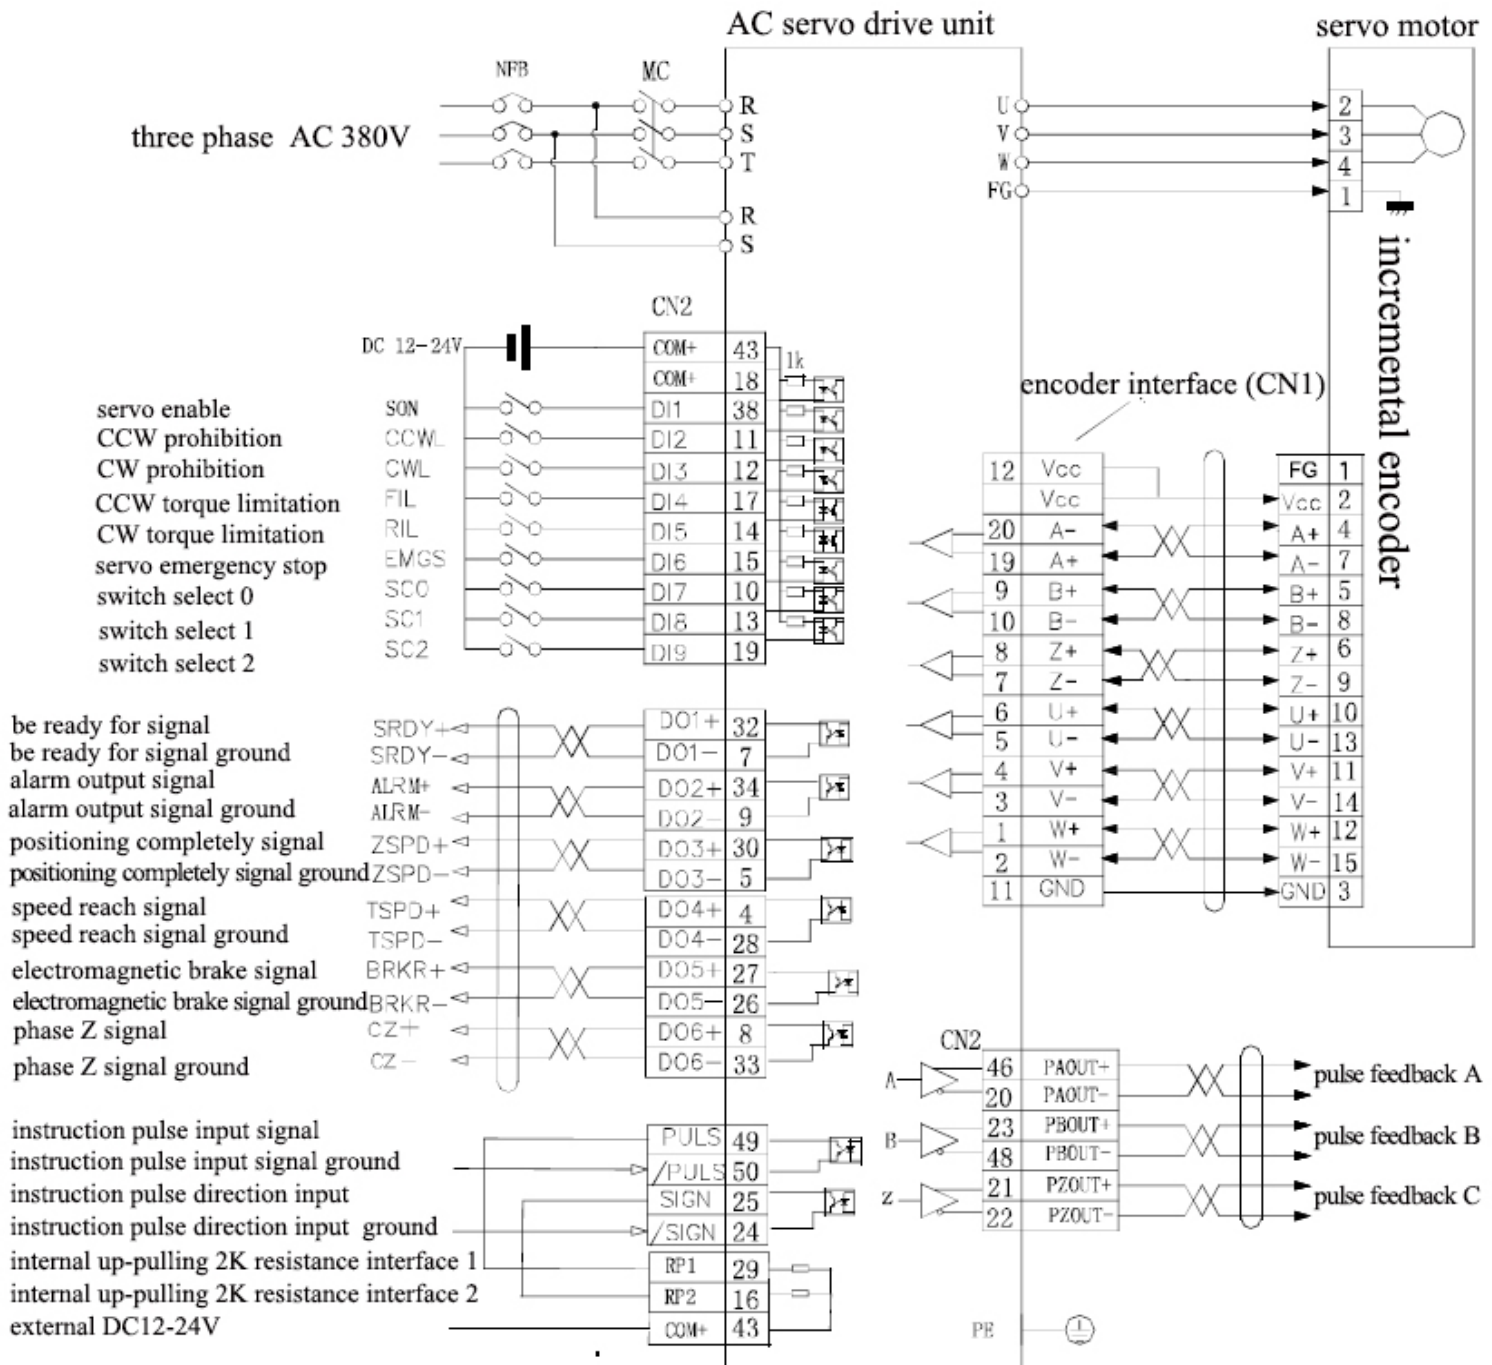 AC servo drive unit
servo motor
NFB
MC
three phase AC 380V
R
S
T
R
S
U
V
W
FG
2
3
4
1
incremental encoder
CN2
DC 12-24V
COM+ 43
COM+ 18
1k
servo enable SON DI1 38
CCW prohibition CCWL DI2 11
CW prohibition CWL DI3 12
CCW torque limitation FIL DI4 17
CW torque limitation RIL DI5 14
servo emergency stop EMGS DI6 15
switch select 0 SC0 DI7 10
switch select 1 SC1 DI8 13
switch select 2 SC2 DI9 19
encoder interface (CN1)
12 Vcc FG 1
Vcc Vcc 2
20 A- A+ 4
19 A+ A- 7
9 B+ B+ 5
10 B- B- 8
8 Z+ Z+ 6
7 Z- Z- 9
6 U+ U+ 10
5 U- U- 13
4 V+ V+ 11
3 V- V- 14
1 W+ W+ 12
2 W- W- 15
11 GND GND 3
be ready for signal SRDY+ DO1+ 32
be ready for signal ground SRDY- DO1- 7
alarm output signal ALRM+ DO2+ 34
alarm output signal ground ALRM- DO2- 9
positioning completely signal ZSPD+ DO3+ 30
positioning completely signal ground ZSPD- DO3- 5
speed reach signal TSPD+ DO4+ 4
speed reach signal ground TSPD- DO4- 28
electromagnetic brake signal BRKR+ DO5+ 27
electromagnetic brake signal ground BRKR- DO5- 26
phase Z signal CZ+ DO6+ 8
phase Z signal ground CZ- DO6- 33
CN2
A 46 PAOUT+
20 PAOUT-
pulse feedback A
B 23 PBOUT+
48 PBOUT-
pulse feedback B
Z 21 PZOUT+
22 PZOUT-
pulse feedback C
instruction pulse input signal PULS 49
instruction pulse input signal ground /PULS 50
instruction pulse direction input SIGN 25
instruction pulse direction input ground /SIGN 24
internal up-pulling 2K resistance interface 1 RP1 29
internal up-pulling 2K resistance interface 2 RP2 16
external DC12-24V COM+ 43
PE